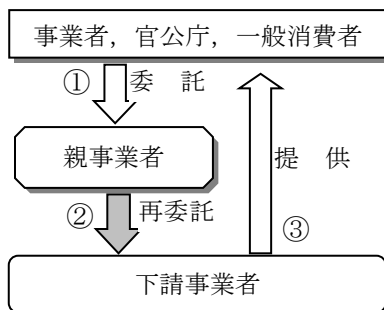 事業者，官公庁，一般消費者
① 委 託
親事業者
② 再委託
提 供
③
下請事業者